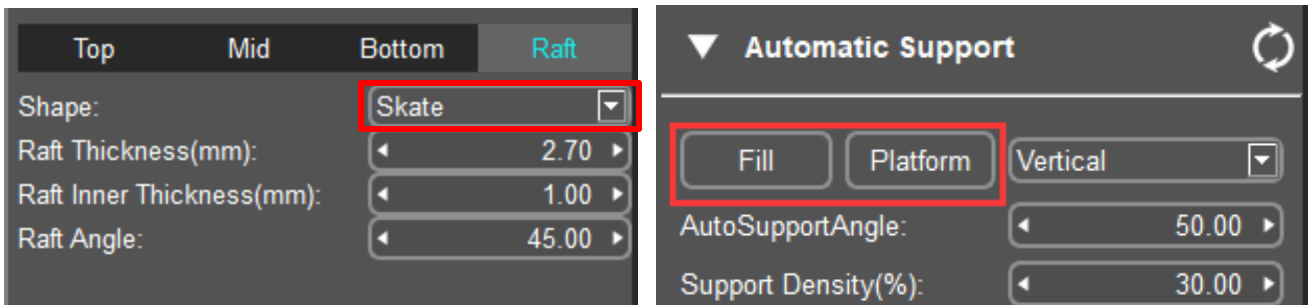 Top Mid Bottom Raft
Shape: Skate
Raft Thickness(mm): 2.70
Raft Inner Thickness(mm): 1.00
Raft Angle: 45.00
Automatic Support
Fill Platform Vertical
AutoSupportAngle: 50.00
Support Density(%): 30.00